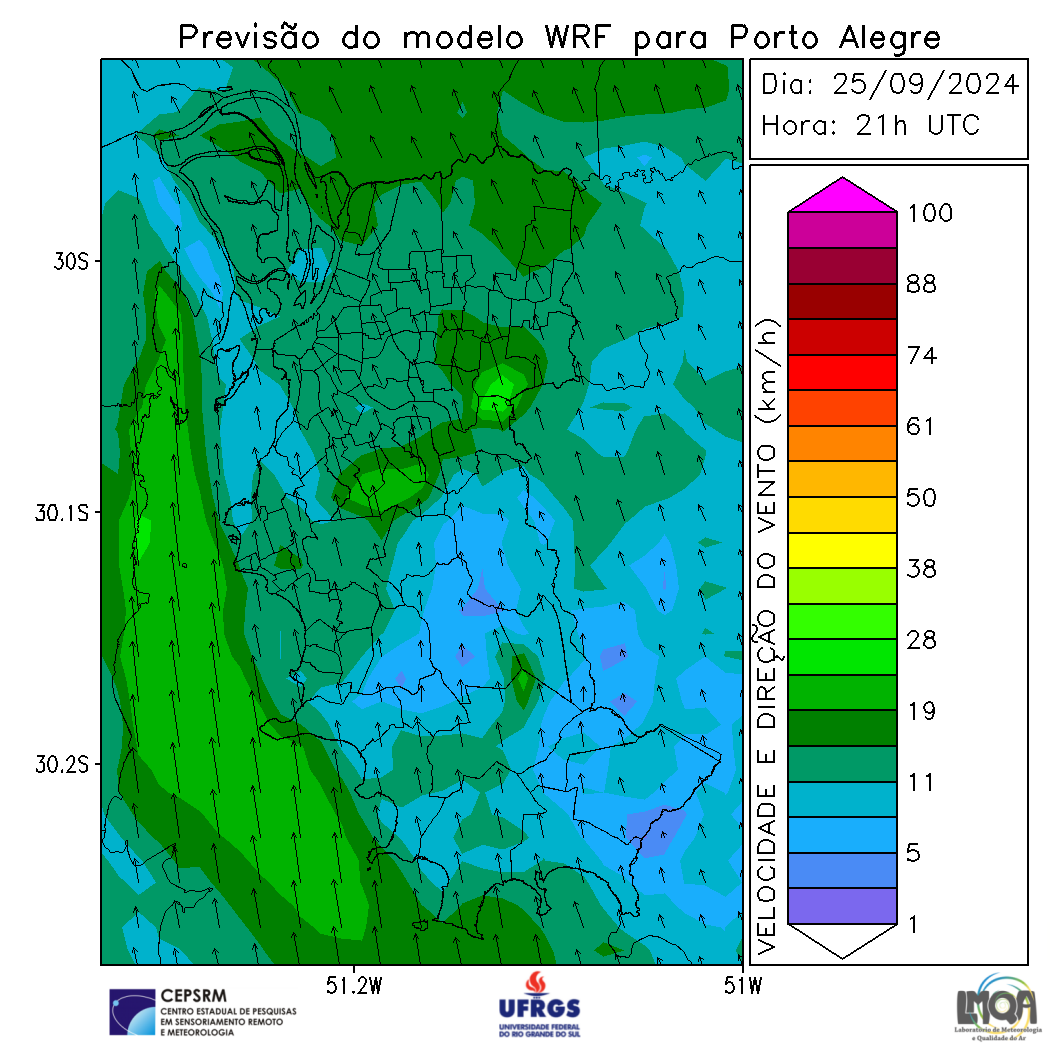 Previsão do modelo WRF para Porto Alegre
Dia: 25/09/2024
Hora: 21h UTC
30S
30.1S
30.2S
51.2W
51W
VELOCIDADE E DIREÇÃO DO VENTO (km/h)
100
88
74
61
50
38
28
19
11
5
1
CEPSRM
CENTRO ESTADUAL DE PESQUISAS
EM SENSORIAMENTO REMOTO
E METEOROLOGIA
UFRGS
UNIVERSIDADE FEDERAL
DO RIO GRANDE DO SUL
LMQA
Laboratório de Meteorologia
e Qualidade do Ar